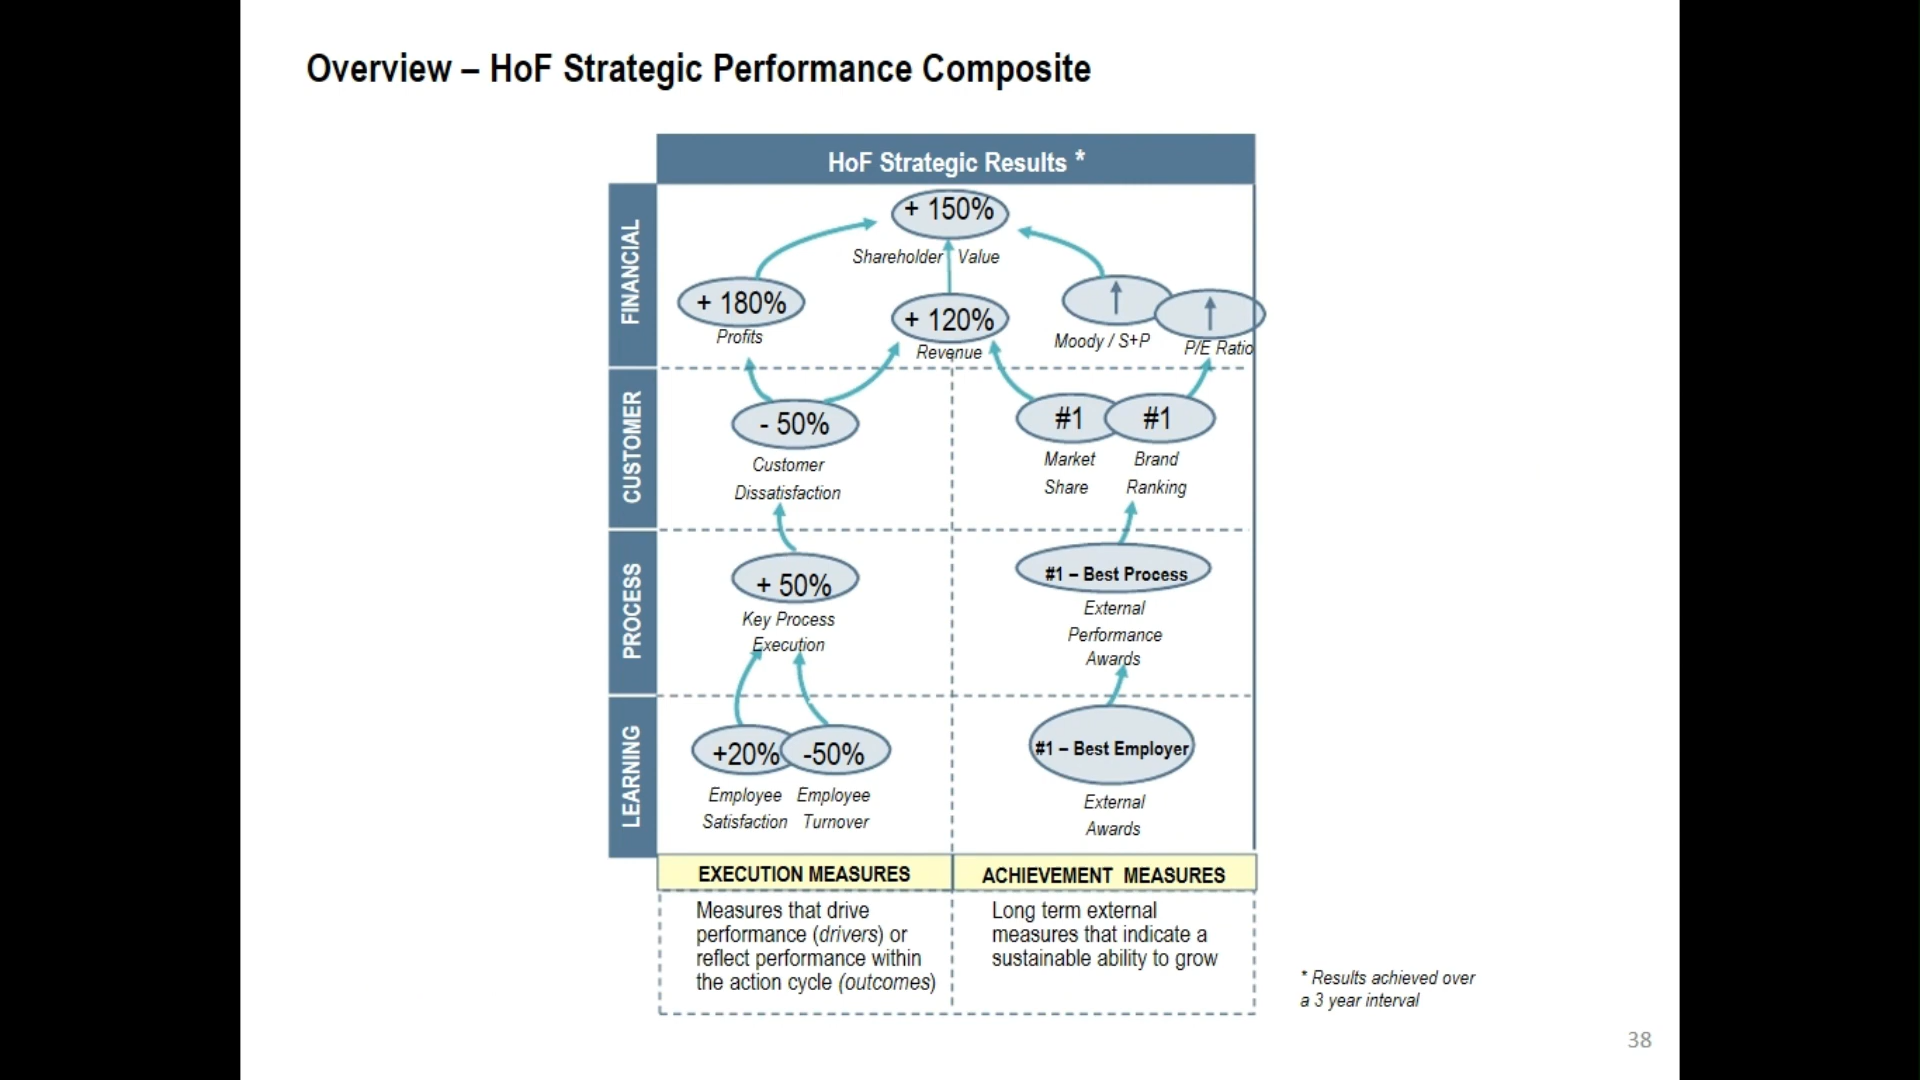 Overview – HoF Strategic Performance Composite
HoF Strategic Results *
FINANCIAL
+ 150%
Shareholder Value
+ 180%
Profits
+ 120%
Revenue
Moody / S+P
P/E Ratio
CUSTOMER
- 50%
Customer
Dissatisfaction
#1
Market
Share
#1
Brand
Ranking
PROCESS
+ 50%
Key Process
Execution
#1 – Best Process
External
Performance
Awards
LEARNING
+20%
Employee
Satisfaction
-50%
Employee
Turnover
#1 – Best Employer
External
Awards
EXECUTION MEASURES
Measures that drive
performance (drivers) or
reflect performance within
the action cycle (outcomes)
ACHIEVEMENT MEASURES
Long term external
measures that indicate a
sustainable ability to grow
* Results achieved over
a 3 year interval
38